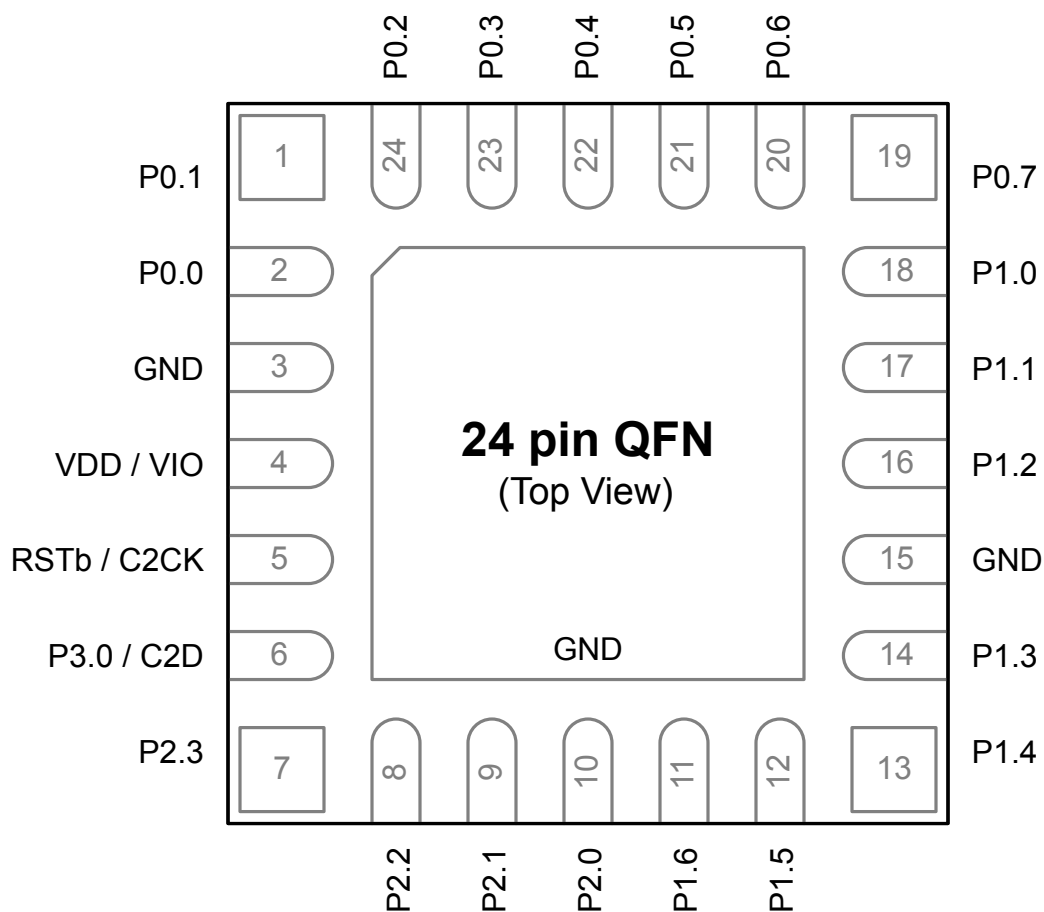 P0.2
P0.3
P0.4
P0.5
P0.6
24
23
22
21
20
1
19
P0.1
P0.7
P0.0
2
18
P1.0
GND
3
17
P1.1
VDD / VIO
4
16
P1.2
24 pin QFN
(Top View)
RSTb / C2CK
5
15
GND
P3.0 / C2D
6
GND
14
P1.3
P2.3
7
8
9
10
11
12
13
P1.4
P2.2
P2.1
P2.0
P1.6
P1.5